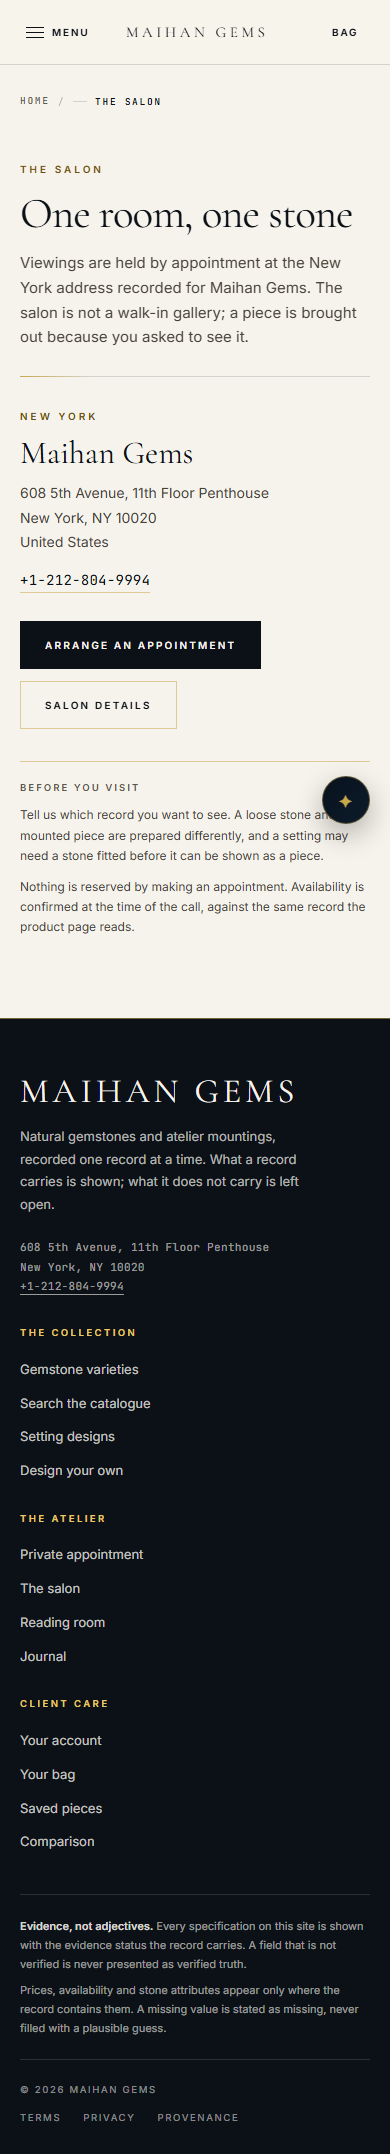 MENU
MAIHAN GEMS
BAG
HOME / — THE SALON
THE SALON
One room, one stone
Viewings are held by appointment at the New
York address recorded for Maihan Gems. The
salon is not a walk-in gallery; a piece is brought
out because you asked to see it.
NEW YORK
Maihan Gems
608 5th Avenue, 11th Floor Penthouse
New York, NY 10020
United States
+1-212-804-9994
ARRANGE AN APPOINTMENT
SALON DETAILS
BEFORE YOU VISIT
Tell us which record you want to see. A loose stone an
mounted piece are prepared differently, and a setting may
need a stone fitted before it can be shown as a piece.
Nothing is reserved by making an appointment. Availability is
confirmed at the time of the call, against the same record the
product page reads.
MAIHAN GEMS
Natural gemstones and atelier mountings,
recorded one record at a time. What a record
carries is shown; what it does not carry is left
open.
608 5th Avenue, 11th Floor Penthouse
New York, NY 10020
+1-212-804-9994
THE COLLECTION
Gemstone varieties
Search the catalogue
Setting designs
Design your own
THE ATELIER
Private appointment
The salon
Reading room
Journal
CLIENT CARE
Your account
Your bag
Saved pieces
Comparison
Evidence, not adjectives. Every specification on this site is shown
with the evidence status the record carries. A field that is not
verified is never presented as verified truth.
Prices, availability and stone attributes appear only where the
record contains them. A missing value is stated as missing, never
filled with a plausible guess.
© 2026 MAIHAN GEMS
TERMS PRIVACY PROVENANCE